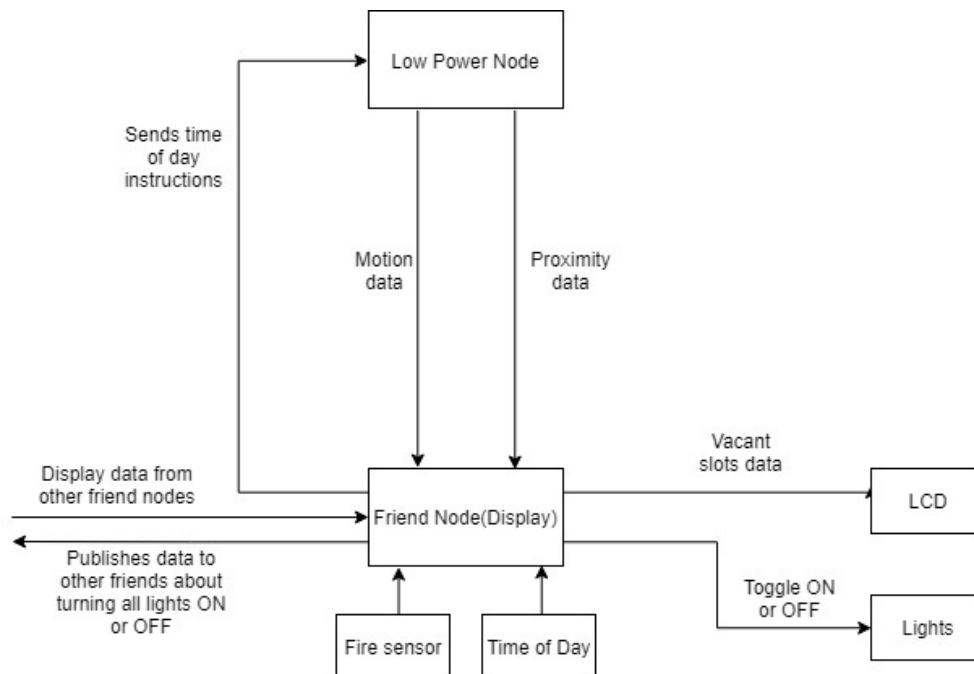 Low Power Node
Sends time
of day
instructions
Motion
data
Proximity
data
Vacant
slots data
Display data from
other friend nodes
Friend Node(Display)
LCD
Publishes data to
other friends about
turning all lights ON
or OFF
Toggle ON
or OFF
Fire sensor
Time of Day
Lights